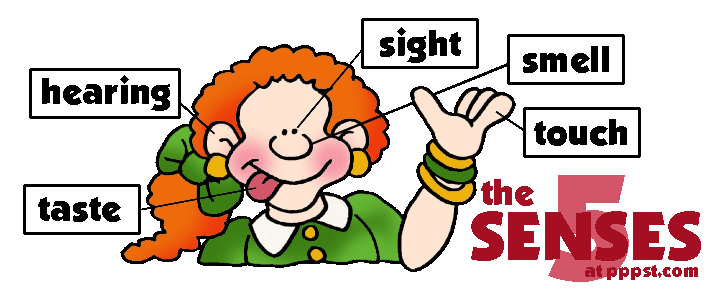 sight
smell
hearing
touch
taste
the 5
SENSES
at pppst.com